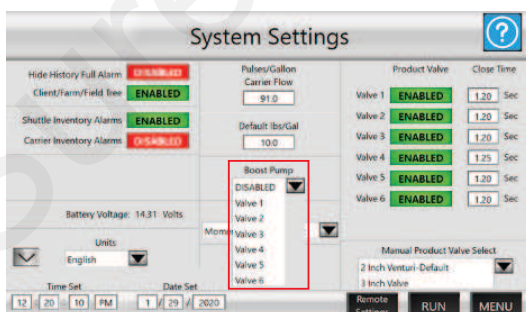 System Settings
?
Hide History Full Alarm DISABLED
Client/Farm/Field Tree ENABLED
Shuttle Inventory Alarms ENABLED
Carrier Inventory Alarms DISABLED
Battery Voltage: 14.31 Volts
Units
English
Time Set
12 : 20 : 10 PM
Date Set
1 / 29 / 2020
Pulses/Gallon
Carrier Flow
91.0
Default lbs/Gal
10.0
Boost Pump
DISABLED
Valve 1
Valve 2
Valve 3
Valve 4
Valve 5
Valve 6
Product Valve Close Time
Valve 1 ENABLED 1.20 Sec
Valve 2 ENABLED 1.20 Sec
Valve 3 ENABLED 1.20 Sec
Valve 4 ENABLED 1.25 Sec
Valve 5 ENABLED 1.20 Sec
Valve 6 ENABLED 1.20 Sec
Manual Product Valve Select
2 Inch Venturi-Default
3 Inch Valve
Remote
Settings
RUN
MENU